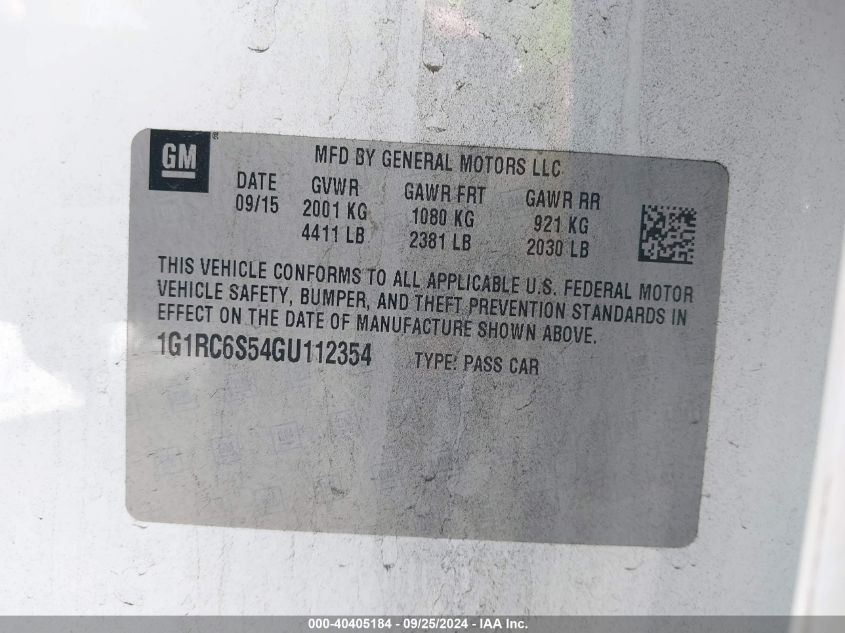 GM
MFD BY GENERAL MOTORS LLC
DATE GVWR GAWR FRT GAWR RR
09/15 2001 KG 1080 KG 921 KG
4411 LB 2381 LB 2030 LB
THIS VEHICLE CONFORMS TO ALL APPLICABLE U.S. FEDERAL MOTOR
VEHICLE SAFETY, BUMPER, AND THEFT PREVENTION STANDARDS IN
EFFECT ON THE DATE OF MANUFACTURE SHOWN ABOVE.
1G1RC6S54GU112354 TYPE: PASS CAR
000-40405184 - 09/25/2024 - IAA Inc.